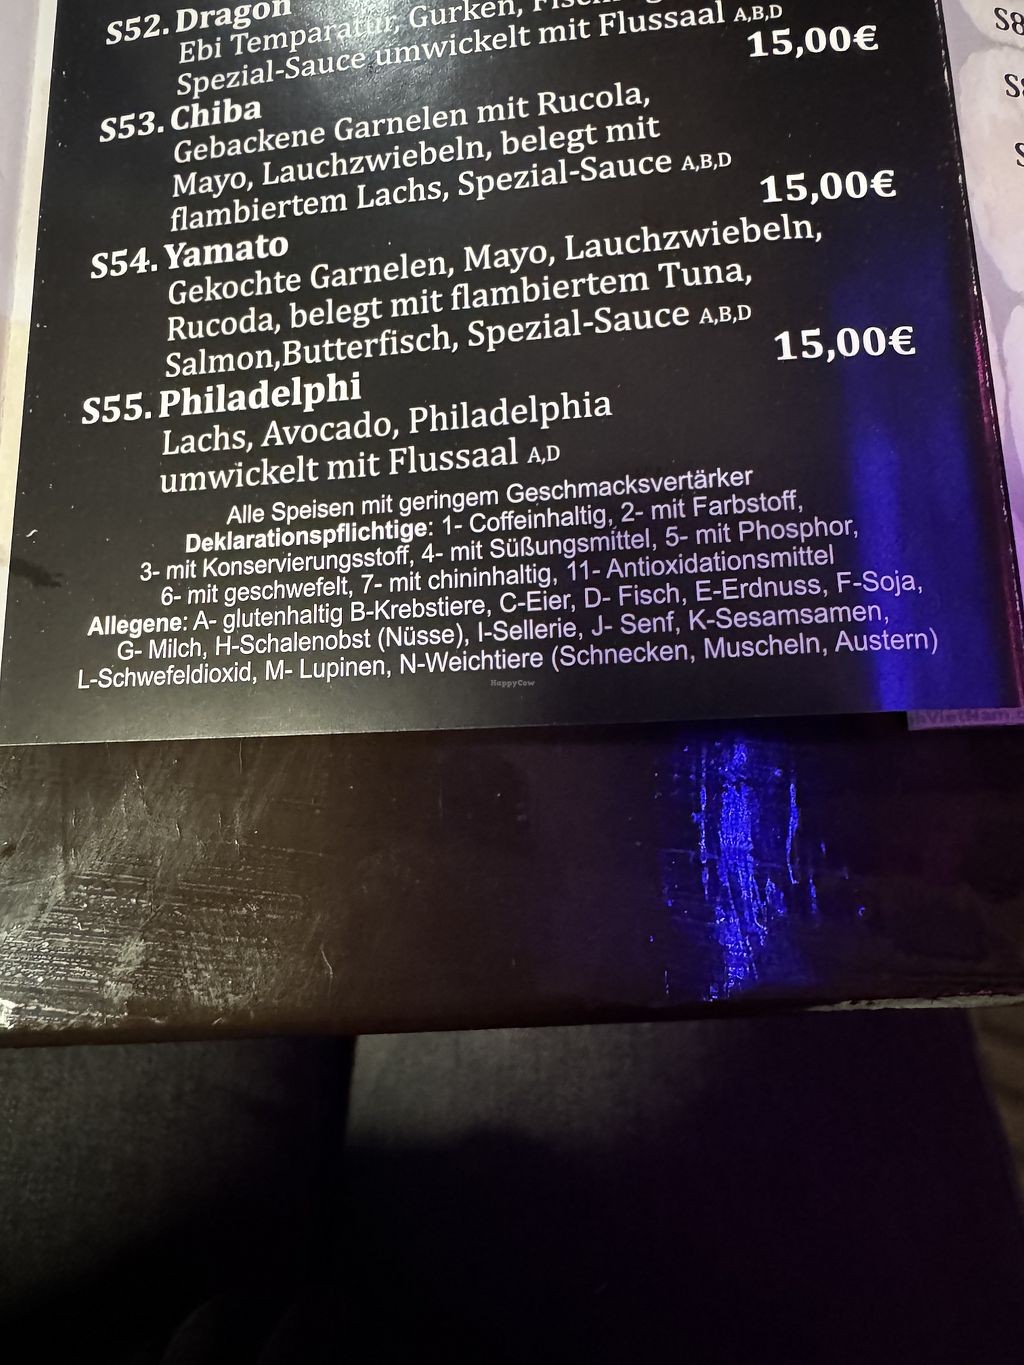 S52. Dragon
Ebi Temparatur, Gurken,
Spezial-Sauce umwickelt mit Flussaal A,B,D
15,00€
S53. Chiba
Gebackene Garnelen mit Rucola,
Mayo, Lauchzwiebeln, belegt mit
flambiertem Lachs, Spezial-Sauce A,B,D
15,00€
S54. Yamato
Gekochte Garnelen, Mayo, Lauchzwiebeln,
Rucoda, belegt mit flambiertem Tuna,
Salmon,Butterfisch, Spezial-Sauce A,B,D
15,00€
S55. Philadelphi
Lachs, Avocado, Philadelphia
umwickelt mit Flussaal A,D
Alle Speisen mit geringem Geschmacksvertärker
Deklarationspflichtige: 1- Coffeinhaltig, 2- mit Farbstoff,
3- mit Konservierungsstoff, 4- mit Süßungsmittel, 5- mit Phosphor,
6- mit geschwefelt, 7- mit chininhaltig, 11- Antioxidationsmittel
Allegene: A- glutenhaltig B-Krebstiere, C-Eier, D- Fisch, E-Erdnuss, F-Soja,
G- Milch, H-Schalenobst (Nüsse), I-Sellerie, J- Senf, K-Sesamsamen,
L-Schwefeldioxid, M- Lupinen, N-Weichtiere (Schnecken, Muscheln, Austern)
HappyCow